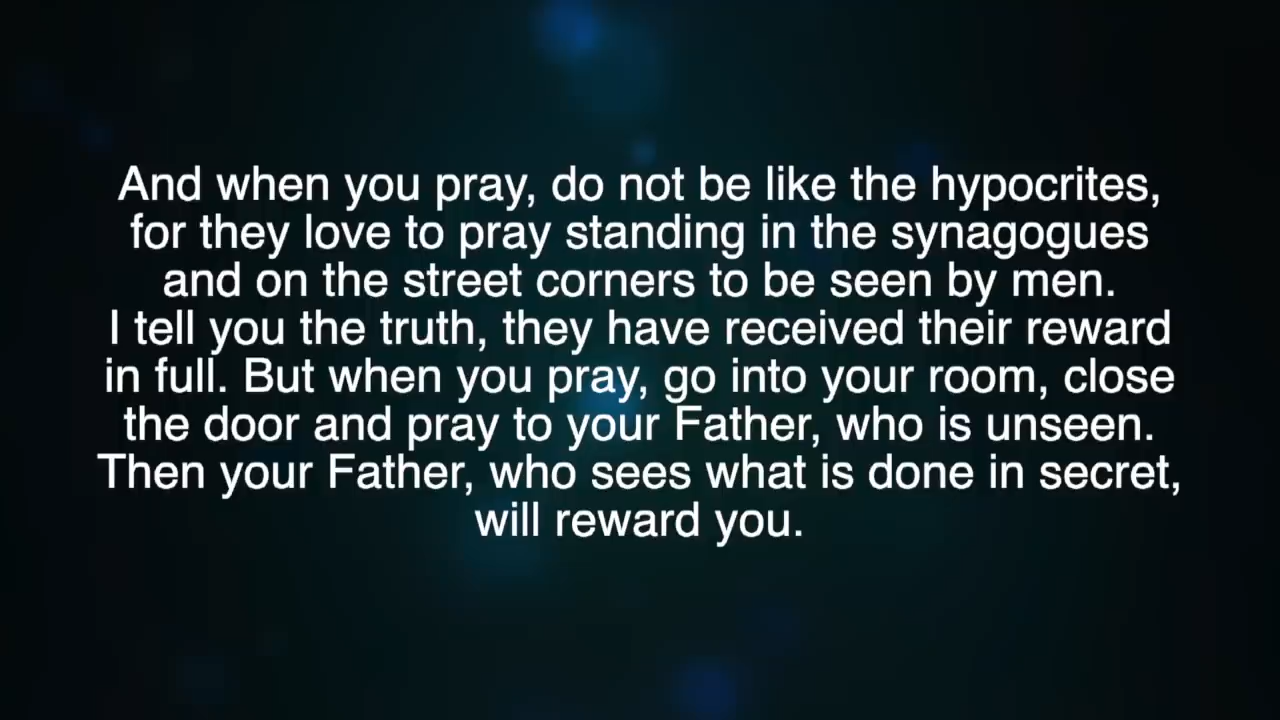 And when you pray, do not be like the hypocrites,
for they love to pray standing in the synagogues
and on the street corners to be seen by men.
I tell you the truth, they have received their reward
in full. But when you pray, go into your room, close
the door and pray to your Father, who is unseen.
Then your Father, who sees what is done in secret,
will reward you.